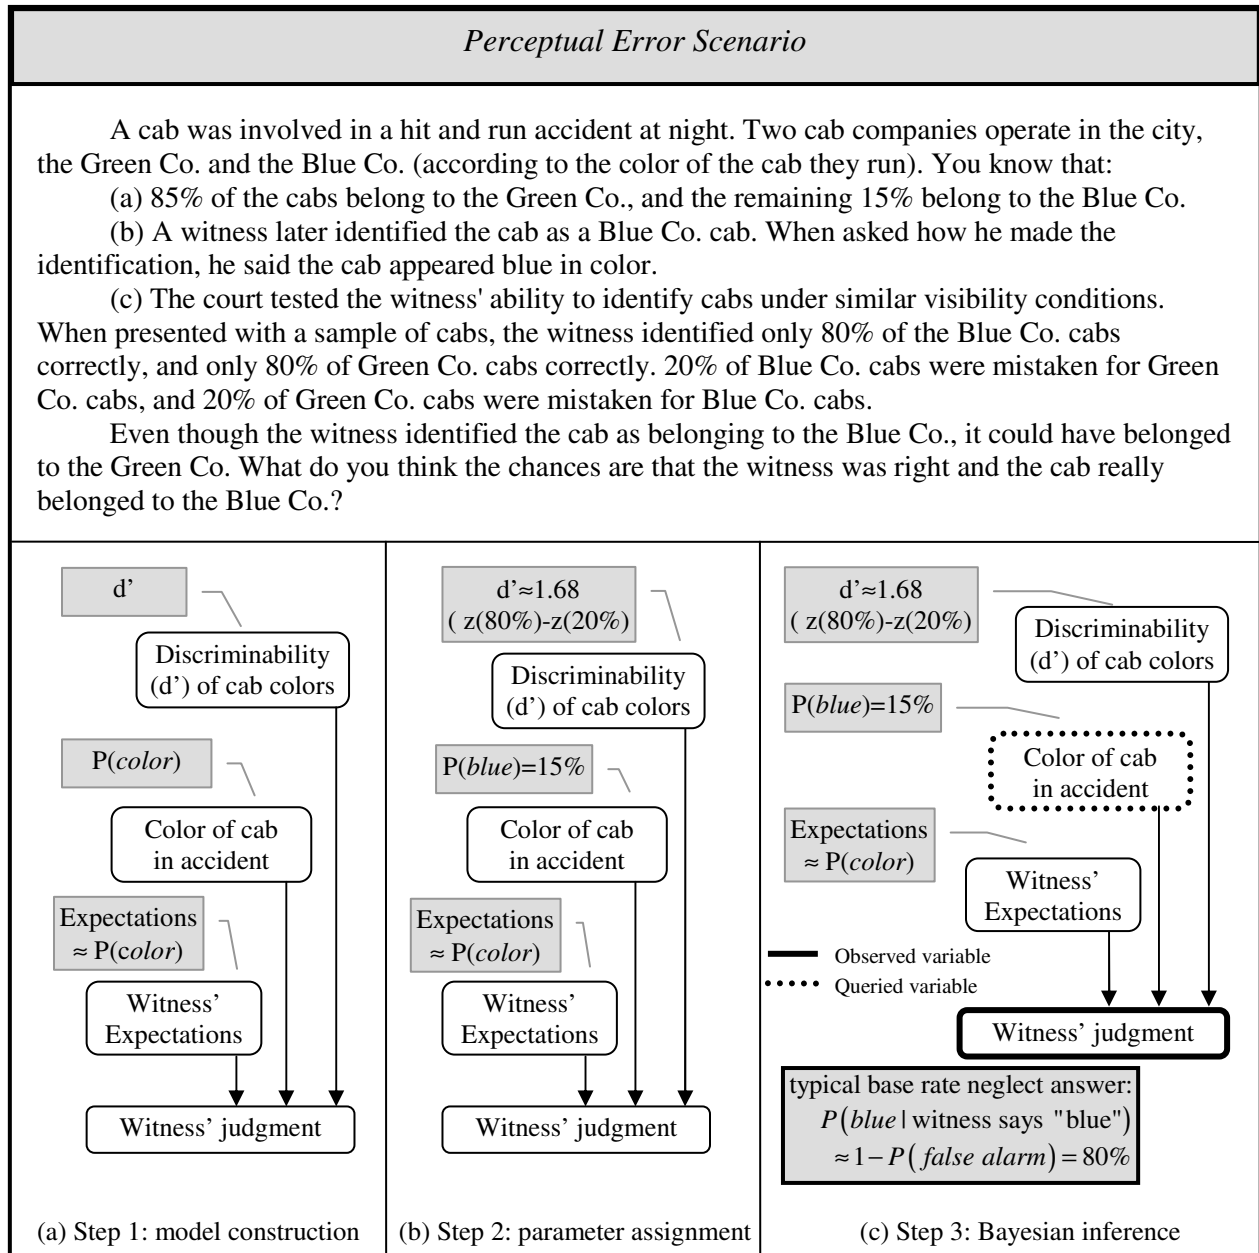 Perceptual Error Scenario
A cab was involved in a hit and run accident at night. Two cab companies operate in the city,
the Green Co. and the Blue Co. (according to the color of the cab they run). You know that:
(a) 85% of the cabs belong to the Green Co., and the remaining 15% belong to the Blue Co.
(b) A witness later identified the cab as a Blue Co. cab. When asked how he made the
identification, he said the cab appeared blue in color.
(c) The court tested the witness' ability to identify cabs under similar visibility conditions.
When presented with a sample of cabs, the witness identified only 80% of the Blue Co. cabs
correctly, and only 80% of Green Co. cabs correctly. 20% of Blue Co. cabs were mistaken for Green
Co. cabs, and 20% of Green Co. cabs were mistaken for Blue Co. cabs.
Even though the witness identified the cab as belonging to the Blue Co., it could have belonged
to the Green Co. What do you think the chances are that the witness was right and the cab really
belonged to the Blue Co.?
d’
Discriminability
(d’) of cab colors
P(color)
Color of cab
in accident
Expectations
≈ P(color)
Witness’
Expectations
Witness’ judgment
(a) Step 1: model construction
d’≈1.68
( z(80%)-z(20%)
Discriminability
(d’) of cab colors
P(blue)=15%
Color of cab
in accident
Expectations
≈ P(color)
Witness’
Expectations
Witness’ judgment
(b) Step 2: parameter assignment
d’≈1.68
( z(80%)-z(20%)
Discriminability
(d’) of cab colors
P(blue)=15%
Color of cab
in accident
Expectations
≈ P(color)
Witness’
Expectations
Observed variable
Queried variable
Witness’ judgment
typical base rate neglect answer:
P(blue | witness says "blue")
≈ 1 − P(false alarm) = 80%
(c) Step 3: Bayesian inference